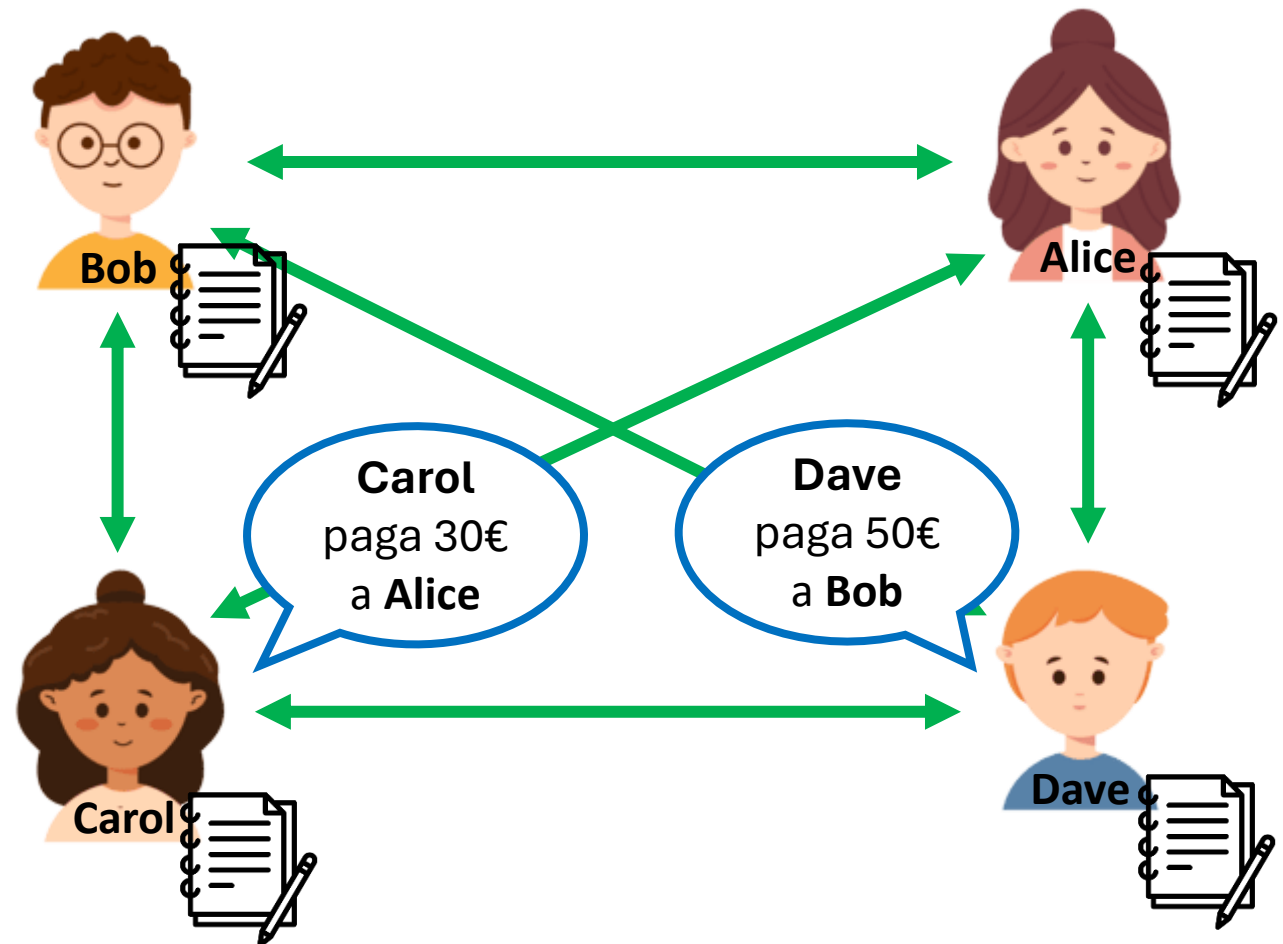 Bob
Alice
Carol
paga 30€
a Alice
Dave
paga 50€
a Bob
Carol
Dave